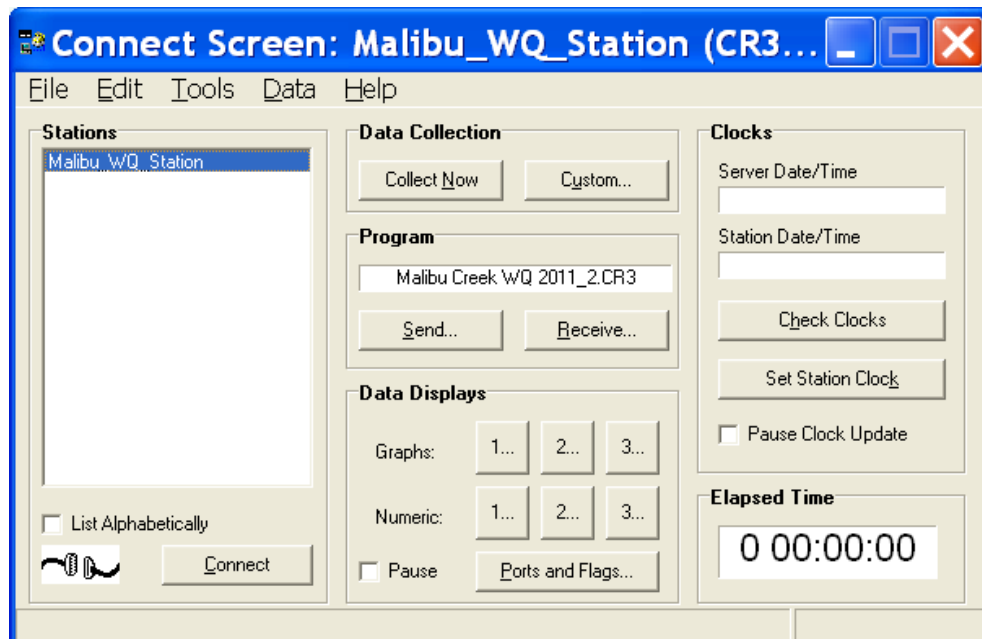 Connect Screen: Malibu_WQ_Station (CR3...
File Edit Tools Data Help
Stations
Malibu_WQ_Station
List Alphabetically
Connect
Data Collection
Collect Now
Custom...
Program
Malibu Creek WQ 2011_2.CR3
Send...
Receive...
Data Displays
Graphs: 1... 2... 3...
Numeric: 1... 2... 3...
Pause
Ports and Flags...
Clocks
Server Date/Time
Station Date/Time
Check Clocks
Set Station Clock
Pause Clock Update
Elapsed Time
0 00:00:00